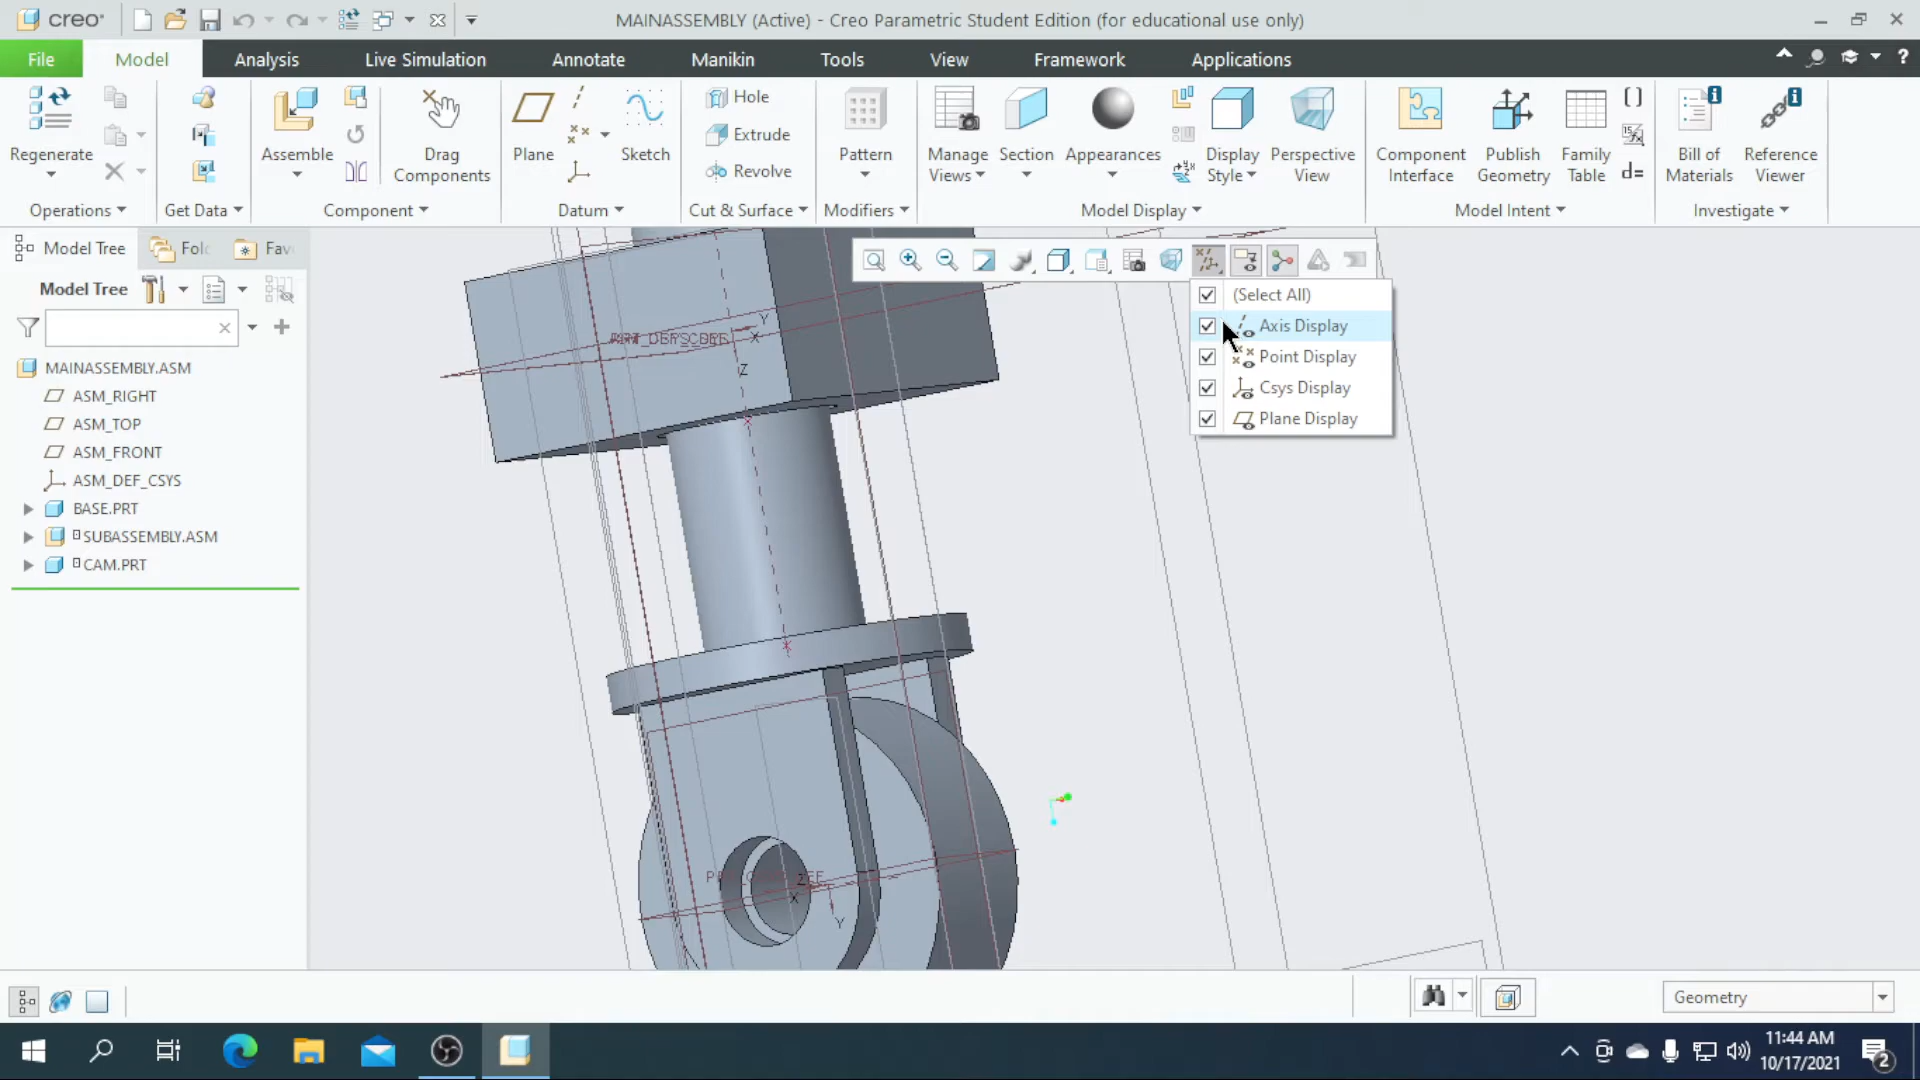 creo
MAINASSEMBLY (Active) - Creo Parametric Student Edition (for educational use only)
File
Model
Analysis
Live Simulation
Annotate
Manikin
Tools
View
Framework
Applications
Regenerate
Assemble
Drag Components
Plane
Sketch
Hole
Extrude
Revolve
Pattern
Manage Views
Section
Appearances
Display Style
Perspective View
Component Interface
Publish Geometry
Family Table
d=
Bill of Materials
Reference Viewer
Operations
Get Data
Component
Datum
Cut & Surface
Modifiers
Model Display
Model Intent
Investigate
Model Tree
Fol
Fav
Model Tree
MAINASSEMBLY.ASM
ASM_RIGHT
ASM_TOP
ASM_FRONT
ASM_DEF_CSYS
BASE.PRT
SUBASSEMBLY.ASM
CAM.PRT
(Select All)
Axis Display
Point Display
Csys Display
Plane Display
Y
X
Z
Z
X
Y
Geometry
11:44 AM
10/17/2021
2